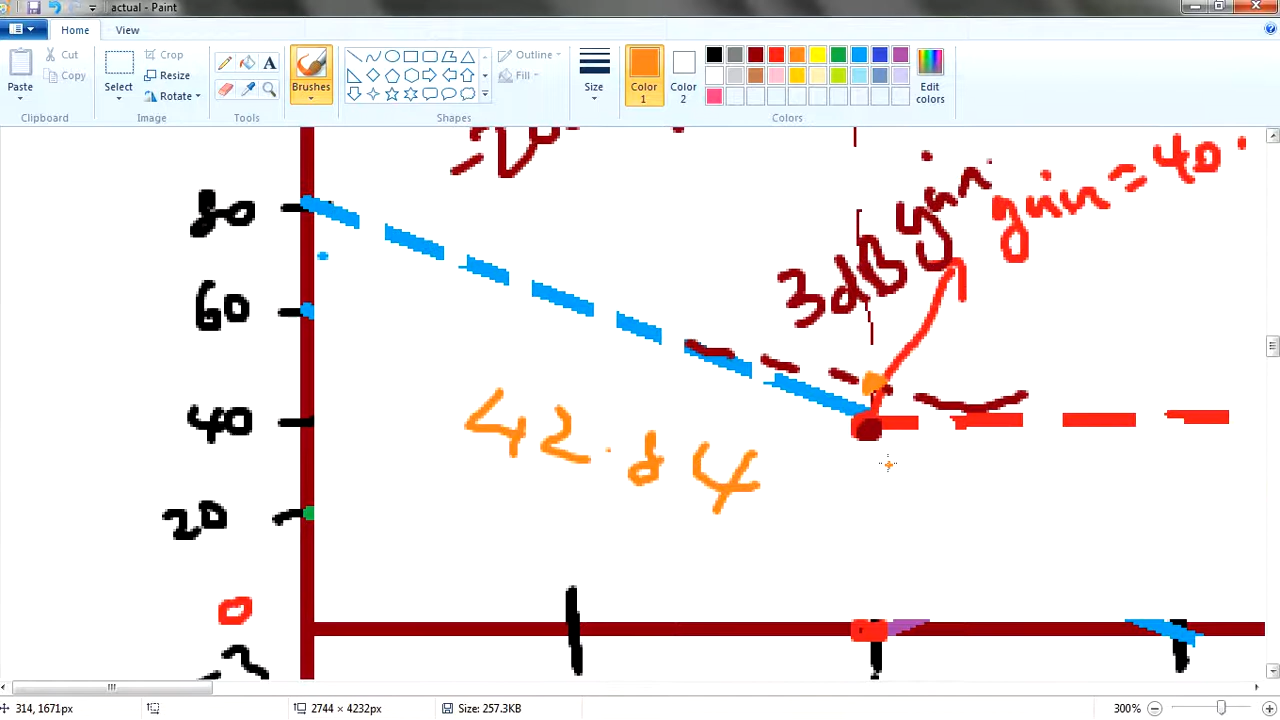 actual - Paint
Home View
Paste
Cut
Copy
Clipboard
Select
Crop
Resize
Rotate
Image
A
Tools
Brushes
Shapes
Outline
Fill
Size
Color 1
Color 2
Edit colors
Colors
-20
80
3dB gain
gain = 40
60
42.84
40
20
0
314, 1671px
2744 × 4232px
Size: 257.3KB
300%